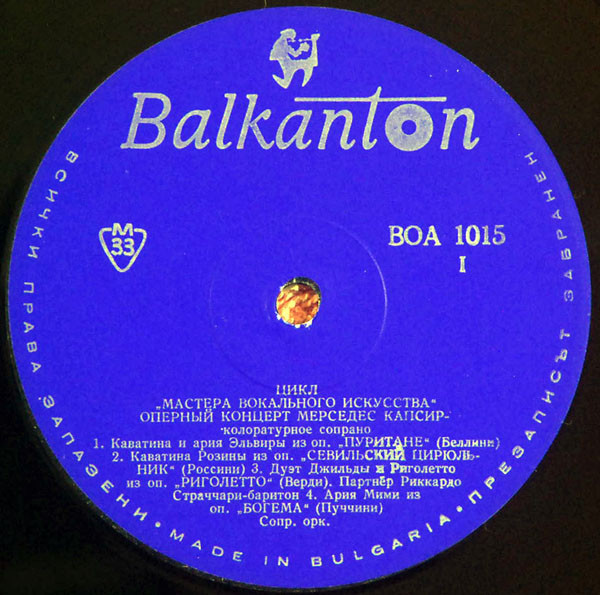 Balkanton
M
33
ВОА 1015
I
ЦИКЛ
„МАСТЕРА ВОКАЛЬНОГО ИСКУССТВА“
ОПЕРНЫЙ КОНЦЕРТ МЕРСЕДЕС КАПСИР-
колоратурное сопрано
1. Каватина и ария Эльвиры из оп. „ПУРИТАНЕ“ (Беллини)
2. Каватина Розины из оп. „СЕВИЛЬСКИЙ ЦИРЮЛЬ-
НИК“ (Россини) 3. Дуэт Джильды и Риголетто
из оп. „РИГОЛЕТТО“ (Верди). Партнёр Риккардо
Страччари-баритон 4. Ария Мими из
оп. „БОГЕМА“ (Пуччини)
Сопр. орк.
ВСИЧКИ ПРАВА ЗАПАЗЕНИ • MADE IN BULGARIA • ПРЕЗАПИСЪТ ЗАБРАНЕН